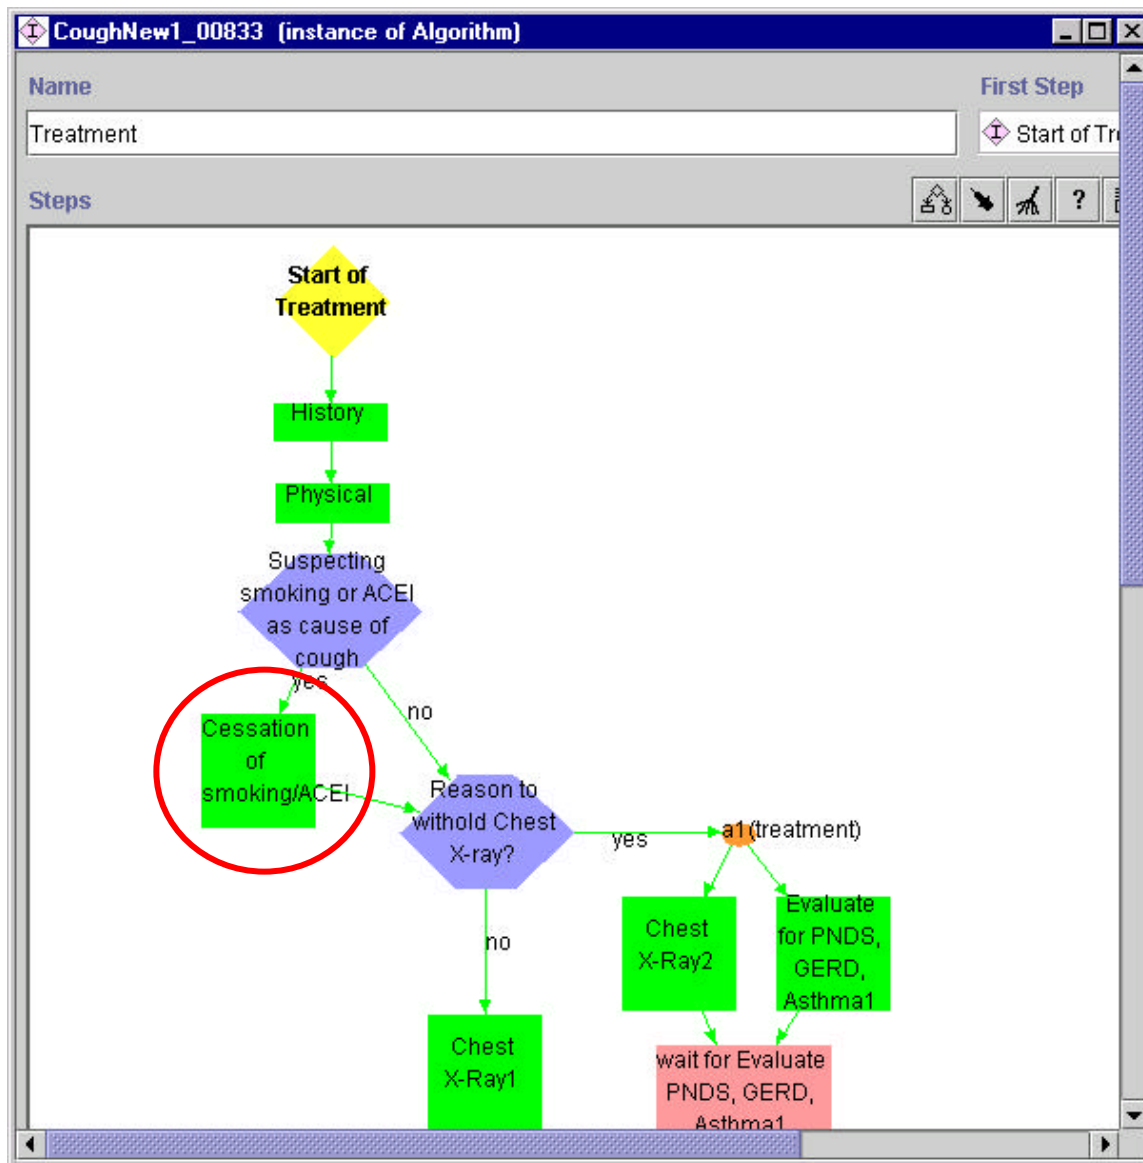 CoughNew1_00833 (instance of Algorithm)
Name
First Step
Treatment
Start of Tre
Steps
?
Start of
Treatment
History
Physical
Suspecting
smoking or ACEI
as cause of
cough
yes
no
Cessation
of
smoking/ACEI
Reason to
withold Chest
X-ray?
yes
a1 (treatment)
no
Chest
X-Ray2
Evaluate
for PNDS,
GERD,
Asthma1
Chest
X-Ray1
wait for Evaluate
PNDS, GERD,
Asthma1